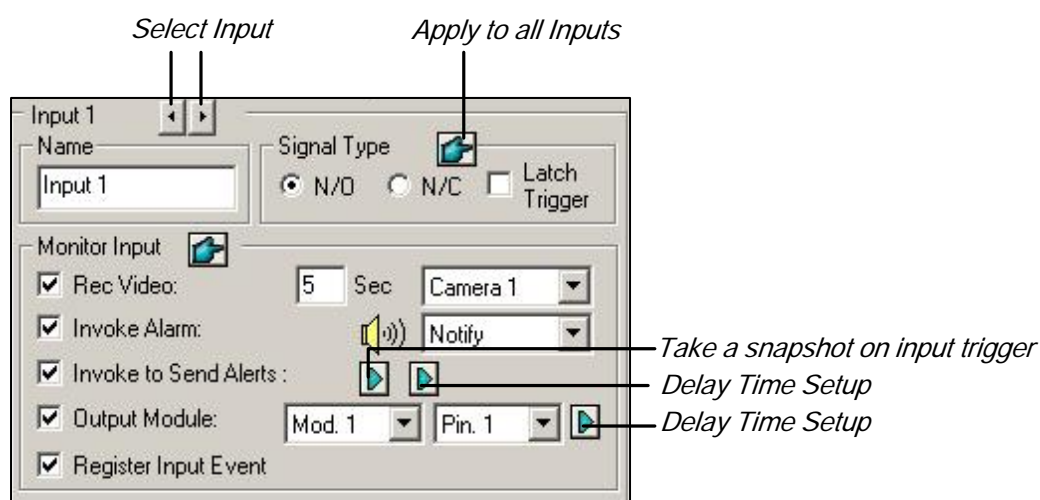 Select Input
Apply to all Inputs
Input 1
Name
Signal Type
Input 1
N/O
N/C
Latch
Trigger
Monitor Input
Rec Video:
5
Sec
Camera 1
Invoke Alarm:
Notify
Take a snapshot on input trigger
Invoke to Send Alerts :
Delay Time Setup
Output Module:
Mod. 1
Pin. 1
Delay Time Setup
Register Input Event